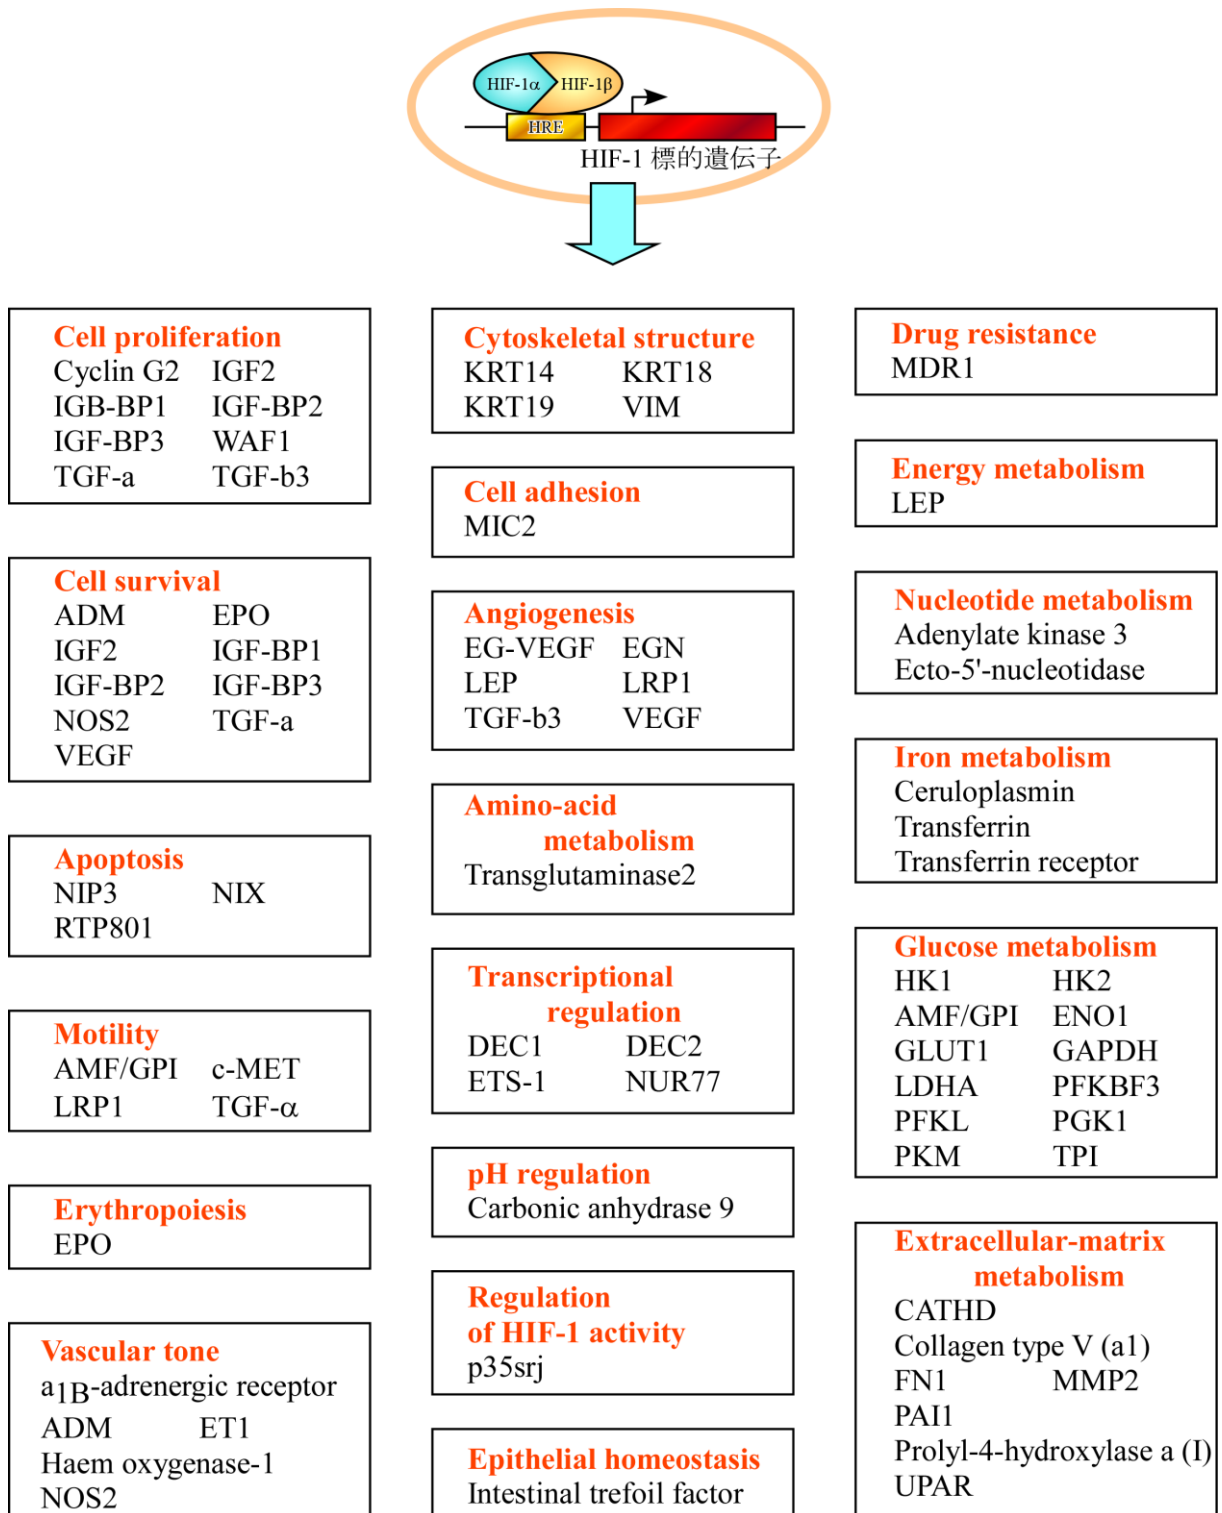 HIF-1α HIF-1β
HRE
HIF-1 標的遺伝子
Cell proliferation
Cyclin G2 IGF2
IGB-BP1 IGF-BP2
IGF-BP3 WAF1
TGF-a TGF-b3
Cell survival
ADM EPO
IGF2 IGF-BP1
IGF-BP2 IGF-BP3
NOS2 TGF-a
VEGF
Apoptosis
NIP3 NIX
RTP801
Motility
AMF/GPI c-MET
LRP1 TGF-α
Erythropoiesis
EPO
Vascular tone
a1B-adrenergic receptor
ADM ET1
Haem oxygenase-1
NOS2
Cytoskeletal structure
KRT14 KRT18
KRT19 VIM
Cell adhesion
MIC2
Angiogenesis
EG-VEGF EGN
LEP LRP1
TGF-b3 VEGF
Amino-acid
metabolism
Transglutaminase2
Transcriptional
regulation
DEC1 DEC2
ETS-1 NUR77
pH regulation
Carbonic anhydrase 9
Regulation
of HIF-1 activity
p35srj
Epithelial homeostasis
Intestinal trefoil factor
Drug resistance
MDR1
Energy metabolism
LEP
Nucleotide metabolism
Adenylate kinase 3
Ecto-5'-nucleotidase
Iron metabolism
Ceruloplasmin
Transferrin
Transferrin receptor
Glucose metabolism
HK1 HK2
AMF/GPI ENO1
GLUT1 GAPDH
LDHA PFKBF3
PFKL PGK1
PKM TPI
Extracellular-matrix
metabolism
CATHD
Collagen type V (a1)
FN1 MMP2
PAI1
Prolyl-4-hydroxylase a (I)
UPAR